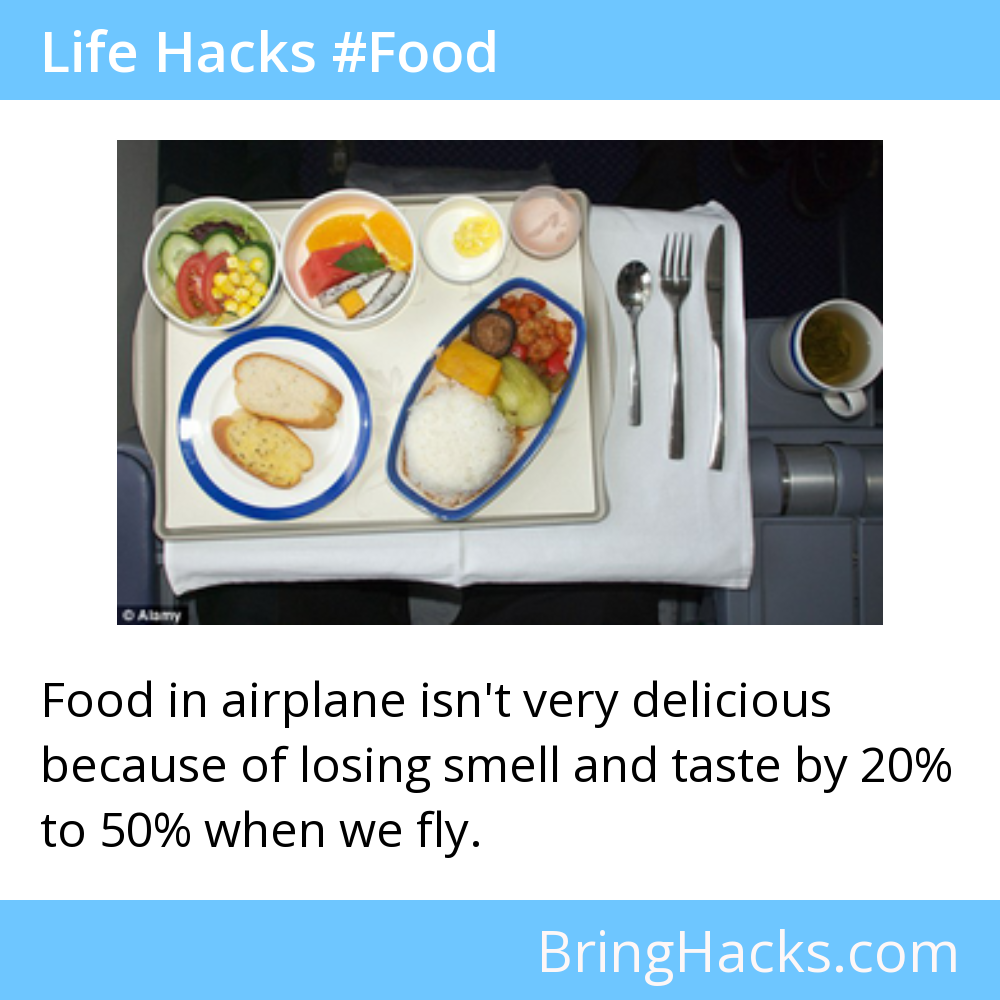 Life Hacks #Food
© Alamy
Food in airplane isn't very delicious
because of losing smell and taste by 20%
to 50% when we fly.
BringHacks.com